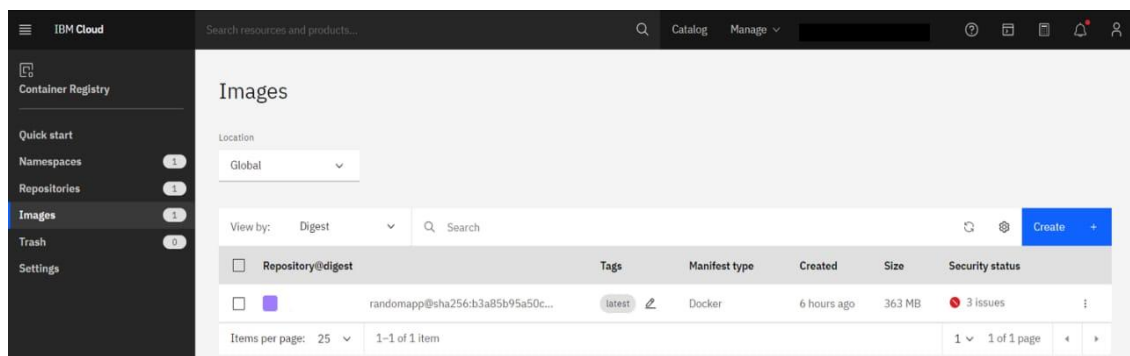 IBM Cloud
Search resources and products...
Catalog
Manage
Container Registry
Quick start
Namespaces 1
Repositories 1
Images 1
Trash 0
Settings
Images
Location
Global
View by: Digest
Search
Create +
Repository@digest Tags Manifest type Created Size Security status
randomapp@sha256:b3a85b95a50c... latest Docker 6 hours ago 363 MB 3 issues
Items per page: 25 1–1 of 1 item 1 1 of 1 page